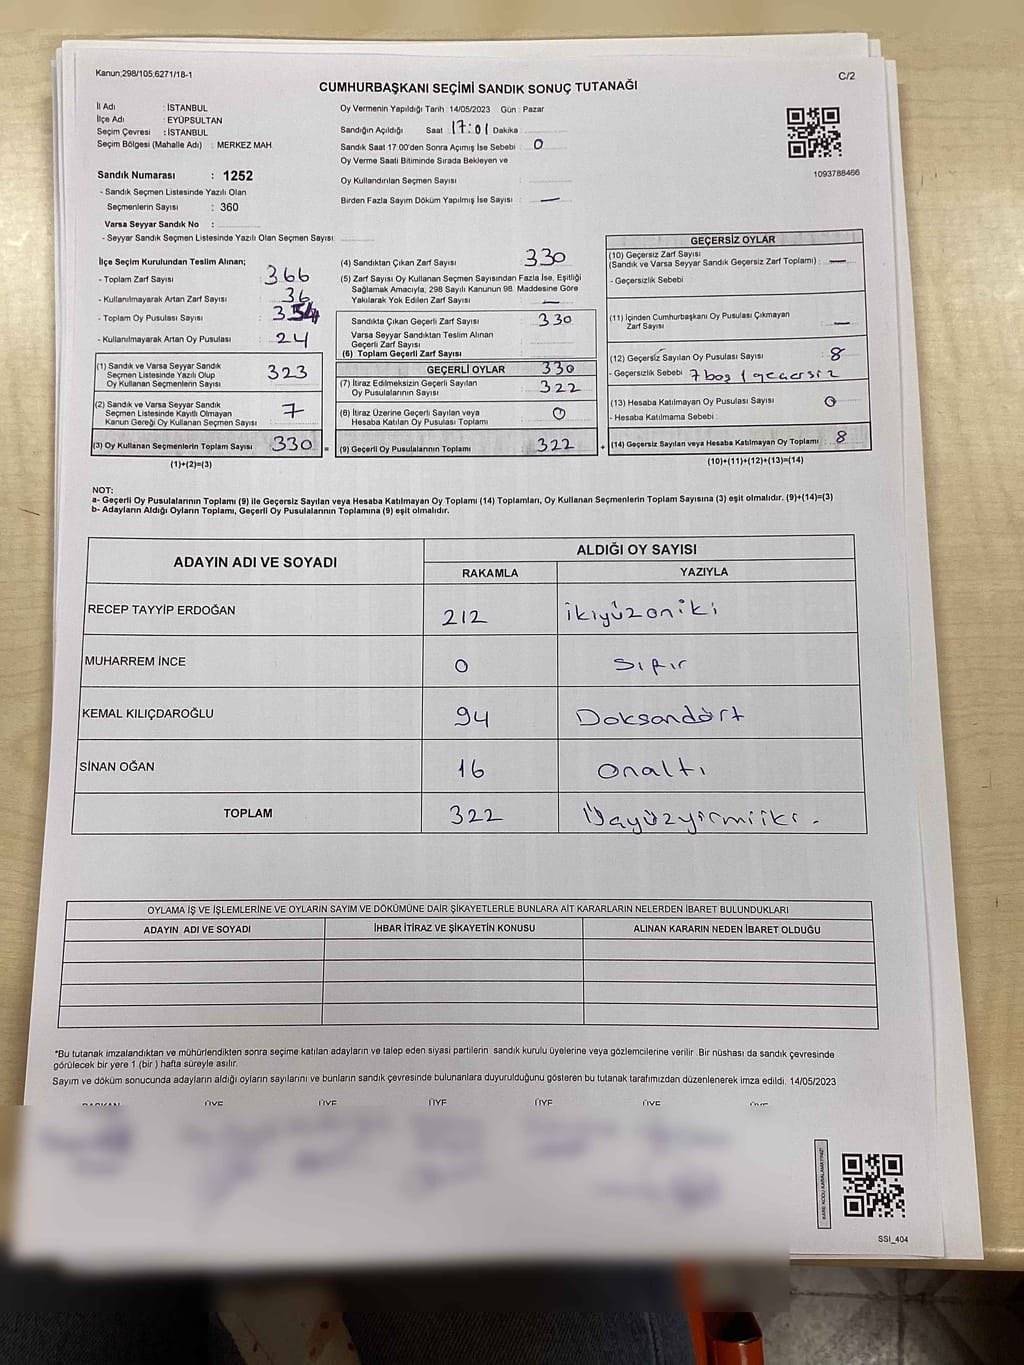 Kanun;298/105;6271/18-1
C/2
CUMHURBAŞKANI SEÇİMİ SANDIK SONUÇ TUTANAĞI
İl Adı : İSTANBUL
İlçe Adı : EYÜPSULTAN
Seçim Çevresi : İSTANBUL
Seçim Bölgesi (Mahalle Adı) : MERKEZ MAH.
Sandık Numarası : 1252
- Sandık Seçmen Listesinde Yazılı Olan
Seçmenlerin Sayısı : 360
Varsa Seyyar Sandık No :
- Seyyar Sandık Seçmen Listesinde Yazılı Olan Seçmen Sayısı :
Oy Vermenin Yapıldığı Tarih : 14/05/2023 Gün : Pazar
Sandığın Açıldığı Saat 17:01 Dakika
Sandık Saat 17:00'den Sonra Açımış İse Sebebi : 0
Oy Verme Saati Bitiminde Sırada Bekleyen ve
Oy Kullandırılan Seçmen Sayısı :
Birden Fazla Sayım Döküm Yapılmış İse Sayısı : —
1093788466
İlçe Seçim Kurulundan Teslim Alınan;
- Toplam Zarf Sayısı : 366
- Kullanılmayarak Artan Zarf Sayısı : 36
- Toplam Oy Pusulası Sayısı :
- Kullanılmayarak Artan Oy Pusulası : 24
(1) Sandık ve Varsa Seyyar Sandık
Seçmen Listesinde Yazılı Olup
Oy Kullanan Seçmenlerin Sayısı : 323
(2) Sandık ve Varsa Seyyar Sandık
Seçmen Listesinde Kayıtlı Olmayan
Kanun Gereği Oy Kullanan Seçmen Sayısı : 7
(3) Oy Kullanan Seçmenlerin Toplam Sayısı : 330
(1)+(2)=(3)
(4) Sandıktan Çıkan Zarf Sayısı : 330
(5) Zarf Sayısı Oy Kullanan Seçmen Sayısından Fazla İse, Eşitliği
Sağlamak Amacıyla; 298 Sayılı Kanunun 98. Maddesine Göre
Yakılarak Yok Edilen Zarf Sayısı : —
Sandıkta Çıkan Geçerli Zarf Sayısı : 330
Varsa Seyyar Sandıktan Teslim Alınan
Geçerli Zarf Sayısı :
(6) Toplam Geçerli Zarf Sayısı : 330
GEÇERLİ OYLAR
(7) İtiraz Edilmeksizin Geçerli Sayılan
Oy Pusulalarının Sayısı : 322
(8) İtiraz Üzerine Geçerli Sayılan veya
Hesaba Katılan Oy Pusulası Toplamı : 0
(9) Geçerli Oy Pusulalarının Toplamı : 322
GEÇERSİZ OYLAR
(10) Geçersiz Zarf Sayısı
(Sandık ve Varsa Seyyar Sandık Geçersiz Zarf Toplamı) : —
- Geçersizlik Sebebi :
(11) İçinden Cumhurbaşkanı Oy Pusulası Çıkmayan
Zarf Sayısı : —
(12) Geçersiz Sayılan Oy Pusulası Sayısı : 8
- Geçersizlik Sebebi : 7 boş 1 geçersiz
(13) Hesaba Katılmayan Oy Pusulası Sayısı : 0
- Hesaba Katılmama Sebebi :
(14) Geçersiz Sayılan veya Hesaba Katılmayan Oy Toplamı : 8
(10)+(11)+(12)+(13)=(14)
NOT:
a- Geçerli Oy Pusulalarının Toplamı (9) ile Geçersiz Sayılan veya Hesaba Katılmayan Oy Toplamı (14) Toplamları, Oy Kullanan Seçmenlerin Toplam Sayısına (3) eşit olmalıdır. (9)+(14)=(3)
b- Adayların Aldığı Oyların Toplamı, Geçerli Oy Pusulalarının Toplamına (9) eşit olmalıdır.
ADAYIN ADI VE SOYADI ALDIĞI OY SAYISI
RAKAMLA YAZIYLA
RECEP TAYYİP ERDOĞAN 212 ikiyüzoniki
MUHARREM İNCE 0 Sıfır
KEMAL KILIÇDAROĞLU 94 Doksandört
SİNAN OĞAN 16 Onaltı
TOPLAM 322 Üçyüzyirmiiki.
OYLAMA İŞ VE İŞLEMLERİNE VE OYLARIN SAYIM VE DÖKÜMÜNE DAİR ŞİKAYETLERLE BUNLARA AİT KARARLARIN NELERDEN İBARET BULUNDUKLARI
ADAYIN ADI VE SOYADI İHBAR İTİRAZ VE ŞİKAYETİN KONUSU ALINAN KARARIN NEDEN İBARET OLDUĞU
*Bu tutanak imzalandıktan ve mühürlendikten sonra seçime katılan adayların ve talep eden siyasi partilerin sandık kurulu üyelerine veya gözlemcilerine verilir. Bir nüshası da sandık çevresinde
görülecek bir yere 1 (bir ) hafta süreyle asılır.
Sayım ve döküm sonucunda adayların aldığı oyların sayılarını ve bunların sandık çevresinde bulunanlara duyurulduğunu gösteren bu tutanak tarafımızdan düzenlenerek imza edildi. 14/05/2023
BAŞKAN ÜYE ÜYE ÜYE ÜYE ÜYE ÜYE
SSI_404